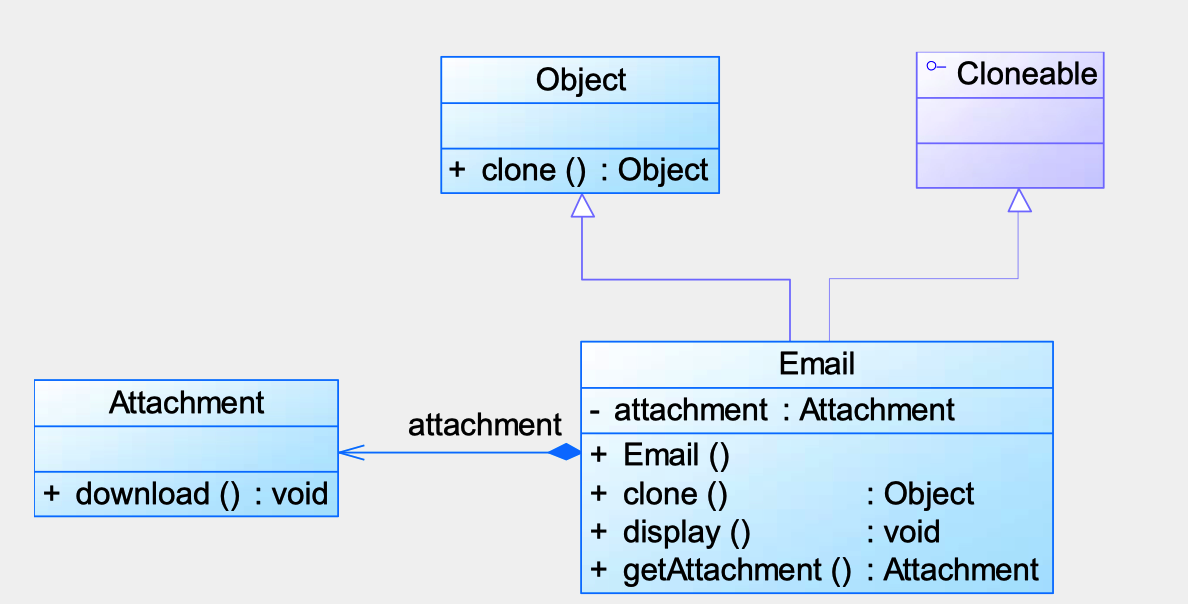 Object
+ clone () : Object
Cloneable
Attachment
+ download () : void
attachment
Email
- attachment : Attachment
+ Email ()
+ clone () : Object
+ display () : void
+ getAttachment () : Attachment